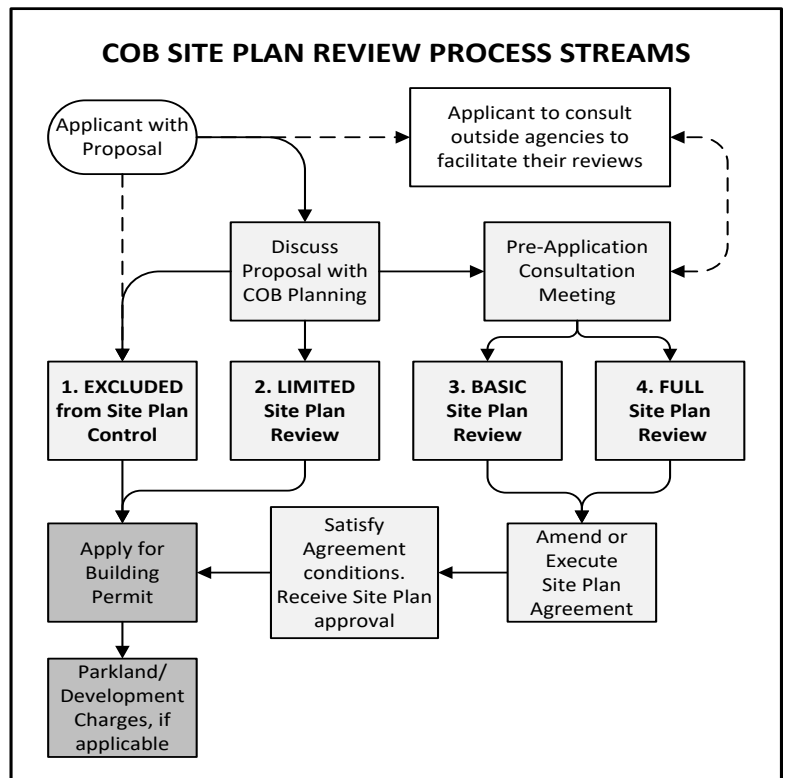 COB SITE PLAN REVIEW PROCESS STREAMS
Applicant with
Proposal
Applicant to consult
outside agencies to
facilitate their reviews
Discuss
Proposal with
COB Planning
Pre-Application
Consultation
Meeting
1. EXCLUDED
from Site Plan
Control
2. LIMITED
Site Plan
Review
3. BASIC
Site Plan
Review
4. FULL
Site Plan
Review
Apply for
Building
Permit
Satisfy
Agreement
conditions.
Receive Site Plan
approval
Amend or
Execute
Site Plan
Agreement
Parkland/
Development
Charges, if
applicable